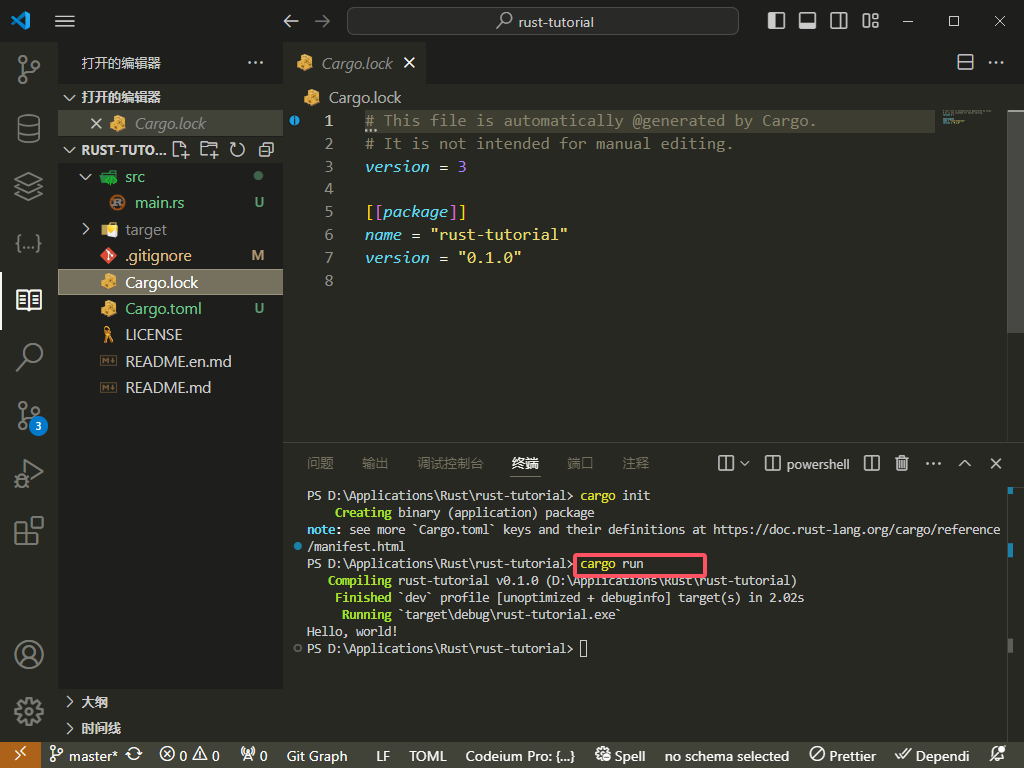 rust-tutorial
打开的编辑器
Cargo.lock
打开的编辑器
Cargo.lock
RUST-TUTO...
src
main.rs U
target
.gitignore M
Cargo.lock
Cargo.toml U
LICENSE
README.en.md
README.md
大纲
时间线
3
Cargo.lock
1 # This file is automatically @generated by Cargo.
2 # It is not intended for manual editing.
3 version = 3
4
5 [[package]]
6 name = "rust-tutorial"
7 version = "0.1.0"
8
问题 输出 调试控制台 终端 端口 注释 powershell
PS D:\Applications\Rust\rust-tutorial> cargo init
Creating binary (application) package
note: see more `Cargo.toml` keys and their definitions at https://doc.rust-lang.org/cargo/reference
/manifest.html
PS D:\Applications\Rust\rust-tutorial> cargo run
Compiling rust-tutorial v0.1.0 (D:\Applications\Rust\rust-tutorial)
Finished `dev` profile [unoptimized + debuginfo] target(s) in 2.02s
Running `target\debug\rust-tutorial.exe`
Hello, world!
PS D:\Applications\Rust\rust-tutorial>
master* 0 0 0 Git Graph LF TOML Codeium Pro: {...} Spell no schema selected Prettier Dependi